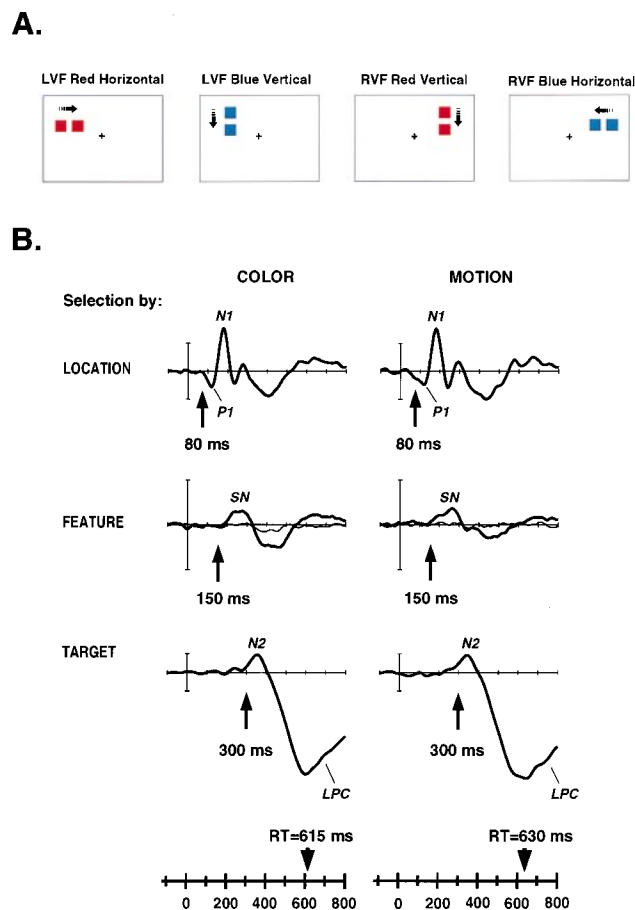 A.
LVF Red Horizontal
LVF Blue Vertical
RVF Red Vertical
RVF Blue Horizontal
B.
COLOR
MOTION
Selection by:
LOCATION
N1
P1
80 ms
N1
P1
80 ms
FEATURE
SN
150 ms
SN
150 ms
TARGET
N2
300 ms
LPC
N2
300 ms
LPC
RT=615 ms
RT=630 ms
0 200 400 600 800
0 200 400 600 800